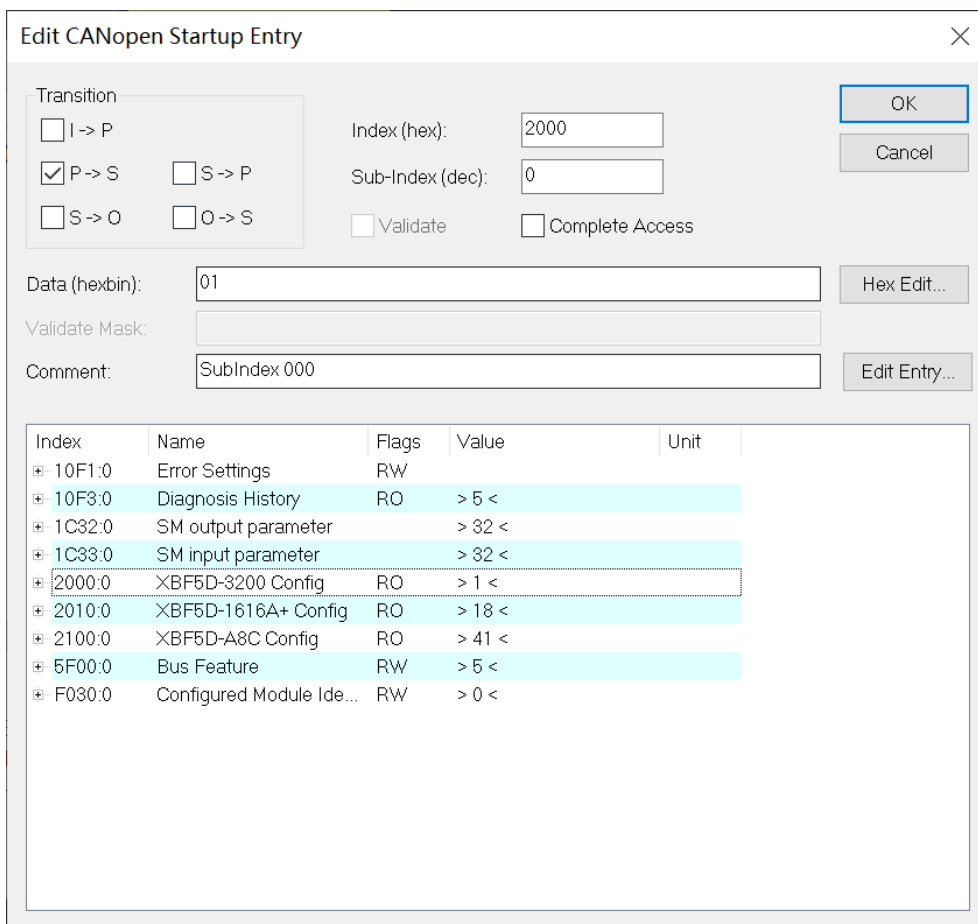 Edit CANopen Startup Entry
Transition
I -> P
P -> S
S -> P
S -> O
O -> S
Index (hex):
2000
Sub-Index (dec):
0
Validate
Complete Access
OK
Cancel
Data (hexbin):
01
Hex Edit...
Validate Mask:
Comment:
SubIndex 000
Edit Entry...
Index Name Flags Value Unit
10F1:0 Error Settings RW
10F3:0 Diagnosis History RO > 5 <
1C32:0 SM output parameter > 32 <
1C33:0 SM input parameter > 32 <
2000:0 XBF5D-3200 Config RO > 1 <
2010:0 XBF5D-1616A+ Config RO > 18 <
2100:0 XBF5D-A8C Config RO > 41 <
5F00:0 Bus Feature RW > 5 <
F030:0 Configured Module Ide... RW > 0 <